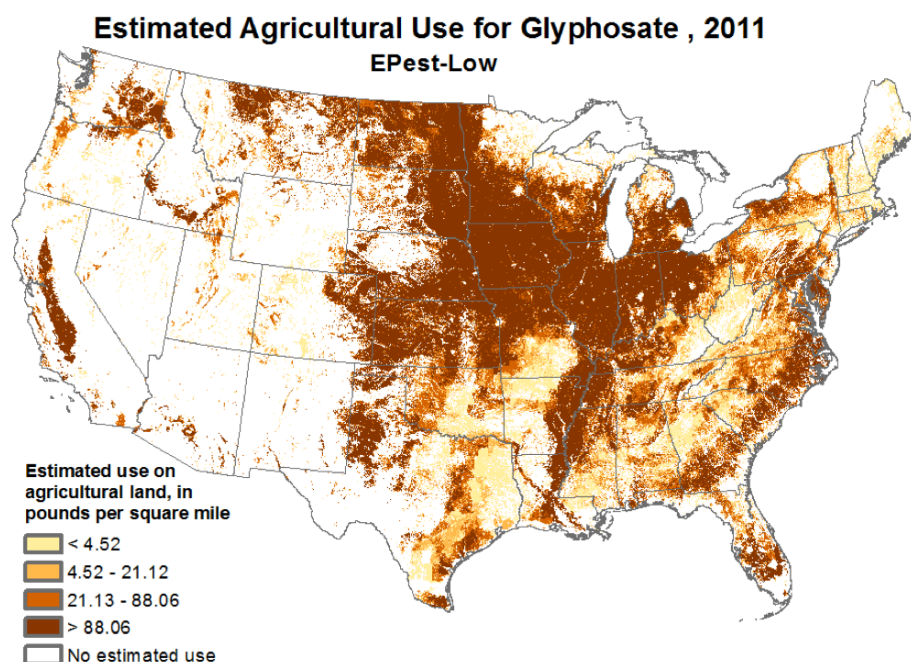 Estimated Agricultural Use for Glyphosate , 2011
EPest-Low
Estimated use on
agricultural land, in
pounds per square mile
< 4.52
4.52 - 21.12
21.13 - 88.06
> 88.06
No estimated use